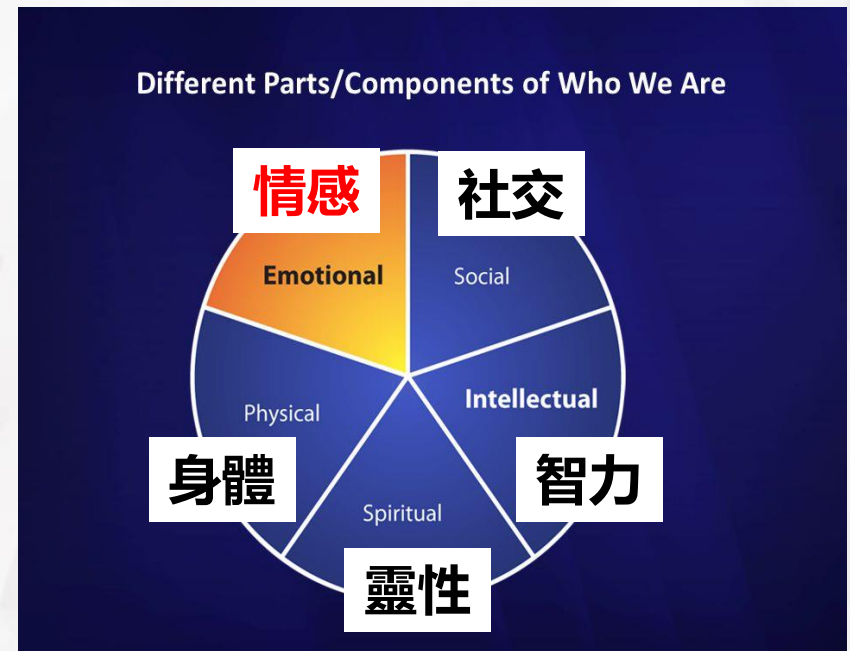 Different Parts/Components of Who We Are
情感
社交
Emotional
Social
Intellectual
Physical
身體
智力
Spiritual
靈性